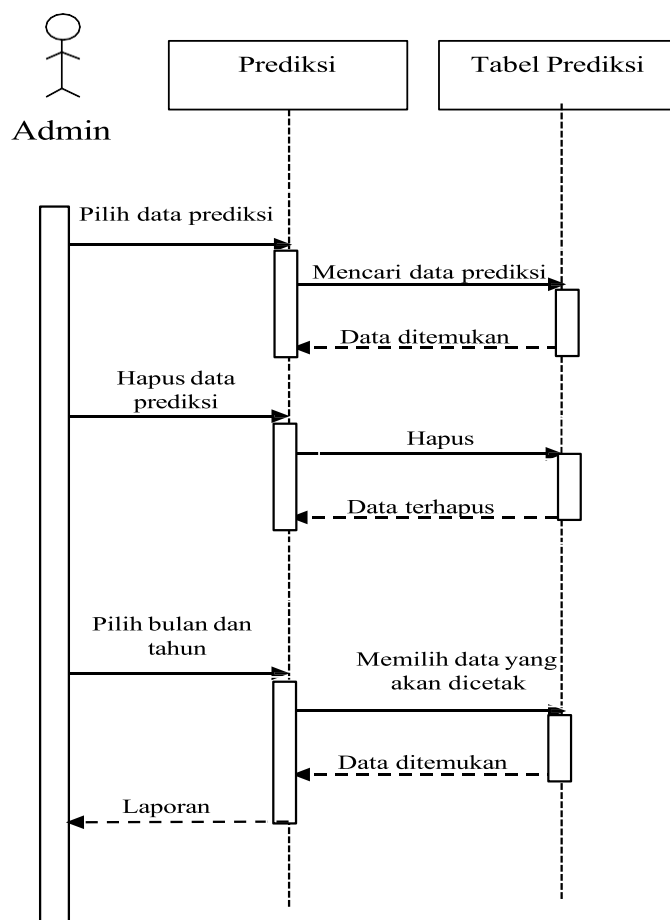 Prediksi
Tabel Prediksi
Admin
Pilih data prediksi
Mencari data prediksi
Data ditemukan
Hapus data
prediksi
Hapus
Data terhapus
Pilih bulan dan
tahun
Memilih data yang
akan dicetak
Data ditemukan
Laporan